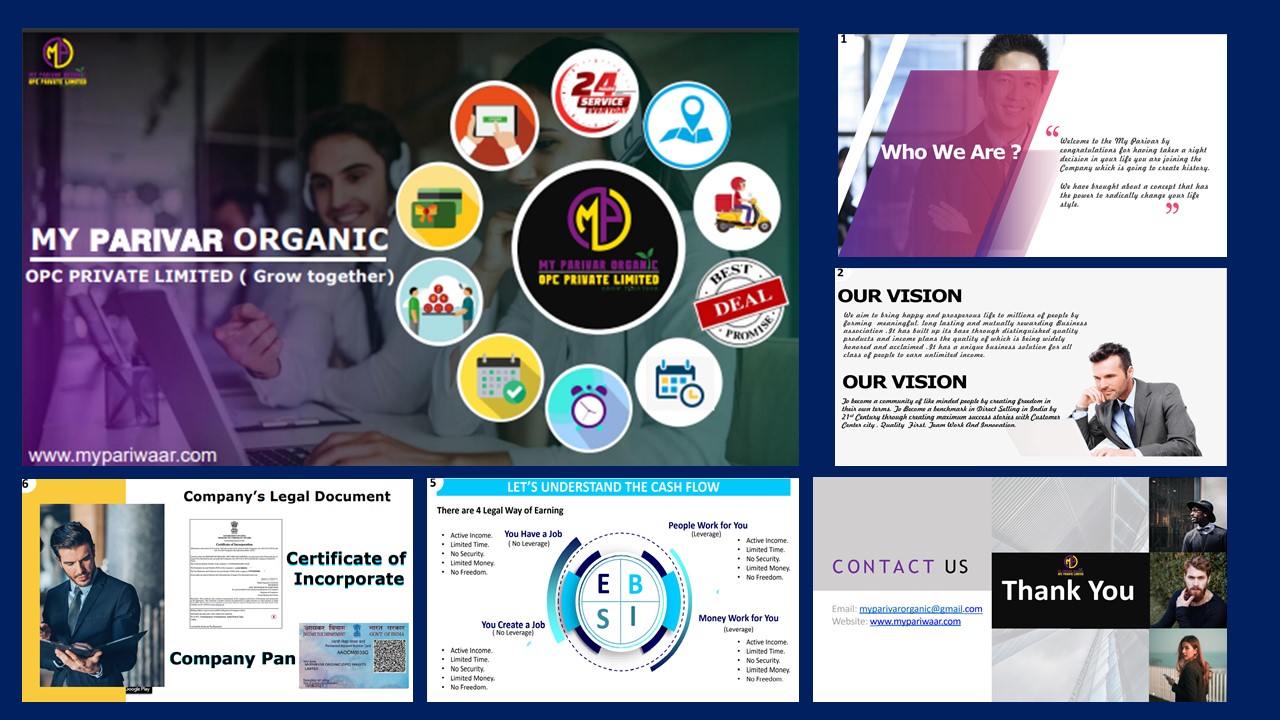 MY PARIVAR ORGANIC
OPC PRIVATE LIMITED
MY PARIVAR ORGANIC
OPC PRIVATE LIMITED ( Grow together)
www.mypariwaar.com
24
HOURS
SERVICE
EVERYDAY
MY PARIVAR ORGANIC
OPC PRIVATE LIMITED
GROW TOGETHER
BEST
DEAL
PROMISE
1
Who We Are ?
“ Welcome to the My Parivar by
congratulations for having taken a right
decision in your life you are joining the
Company which is going to create history.
We have brought about a concept that has
the power to radically change your life
style. ”
2
OUR VISION
We aim to bring happy and prosperous life to millions of people by
forming meaningful, long lasting and mutually rewarding Business
association .It has built up its base through distinguished quality
products and income plans the quality of which is being widely
honored and acclaimed .It has a unique business solution for all
class of people to earn unlimited income.
OUR VISION
To become a community of like minded people by creating freedom in
their own terms. To Become a benchmark in Direct Selling in India by
21st Century through creating maximum success stories with Customer
Center city , Quality First, Team Work And Innovation.
6
Company's Legal Document
Certificate of Incorporation
Certificate of
Incorporate
Company Pan
आयकर विभाग
INCOME TAX DEPARTMENT
GOVT. OF INDIA
Google Play
5
LET'S UNDERSTAND THE CASH FLOW
There are 4 Legal Way of Earning
You Have a Job
( No Leverage)
• Active Income.
• Limited Time.
• No Security.
• Limited Money.
• No Freedom.
People Work for You
(Leverage)
• Active Income.
• Limited Time.
• No Security.
• Limited Money.
• No Freedom.
E B
S I
You Create a Job
( No Leverage)
• Active Income.
• Limited Time.
• No Security.
• Limited Money.
• No Freedom.
Money Work for You
(Leverage)
• Active Income.
• Limited Time.
• No Security.
• Limited Money.
• No Freedom.
CONTACT US
Email: myparivarorganic@gmail.com
Website: www.mypariwaar.com
Thank You